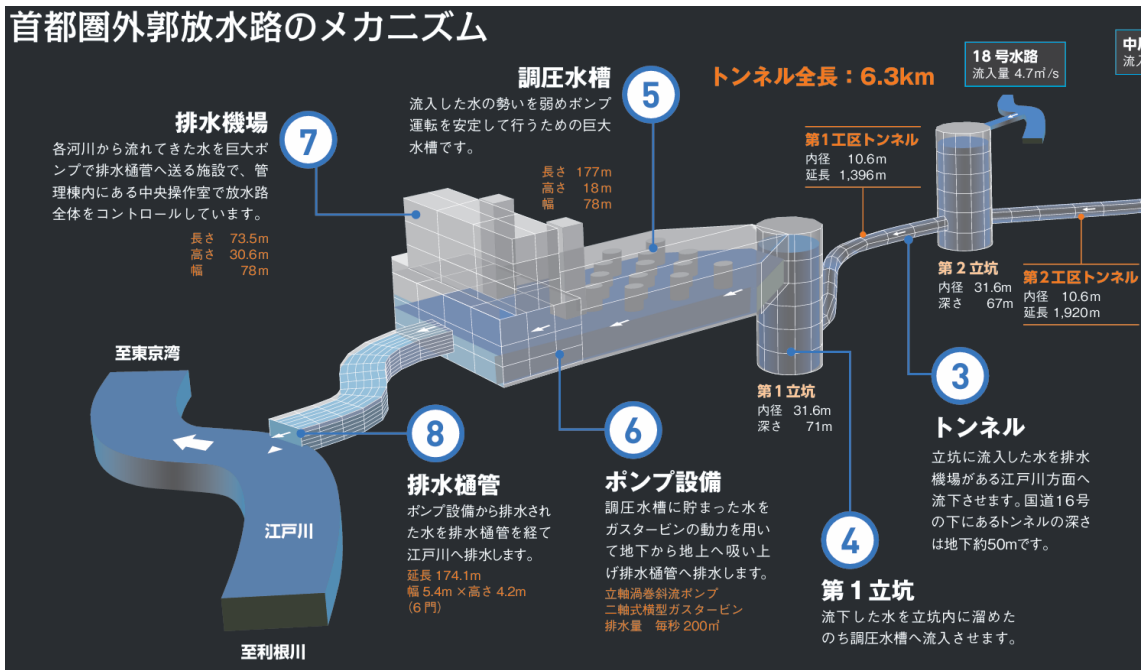 首都圏外郭放水路のメカニズム
18号水路
流入量 4.7㎥/s
トンネル全長：6.3km
7
排水機場
各河川から流れてきた水を巨大ポ
ンプで排水樋管へ送る施設で、管
理棟内にある中央操作室で放水路
全体をコントロールしています。
長さ 73.5m
高さ 30.6m
幅 78m
5
調圧水槽
流入した水の勢いを弱めポンプ
運転を安定して行うための巨大
水槽です。
長さ 177m
高さ 18m
幅 78m
第1工区トンネル
内径 10.6m
延長 1,396m
第2立坑
内径 31.6m
深さ 67m
第2工区トンネル
内径 10.6m
延長 1,920m
第1立坑
内径 31.6m
深さ 71m
3
トンネル
立坑に流入した水を排水
機場がある江戸川方面へ
流下させます。国道16号
の下にあるトンネルの深さ
は地下約50mです。
4
第1立坑
流下した水を立坑内に溜めた
のち調圧水槽へ流入させます。
6
ポンプ設備
調圧水槽に貯まった水を
ガスタービンの動力を用い
て地下から地上へ吸い上
げ排水樋管へ排水します。
立軸渦巻斜流ポンプ
二軸式横型ガスタービン
排水量 毎秒200㎥
8
排水樋管
ポンプ設備から排水され
た水を排水樋管を経て
江戸川へ排水します。
延長 174.1m
幅 5.4m×高さ 4.2m
（6門）
至東京湾
江戸川
至利根川